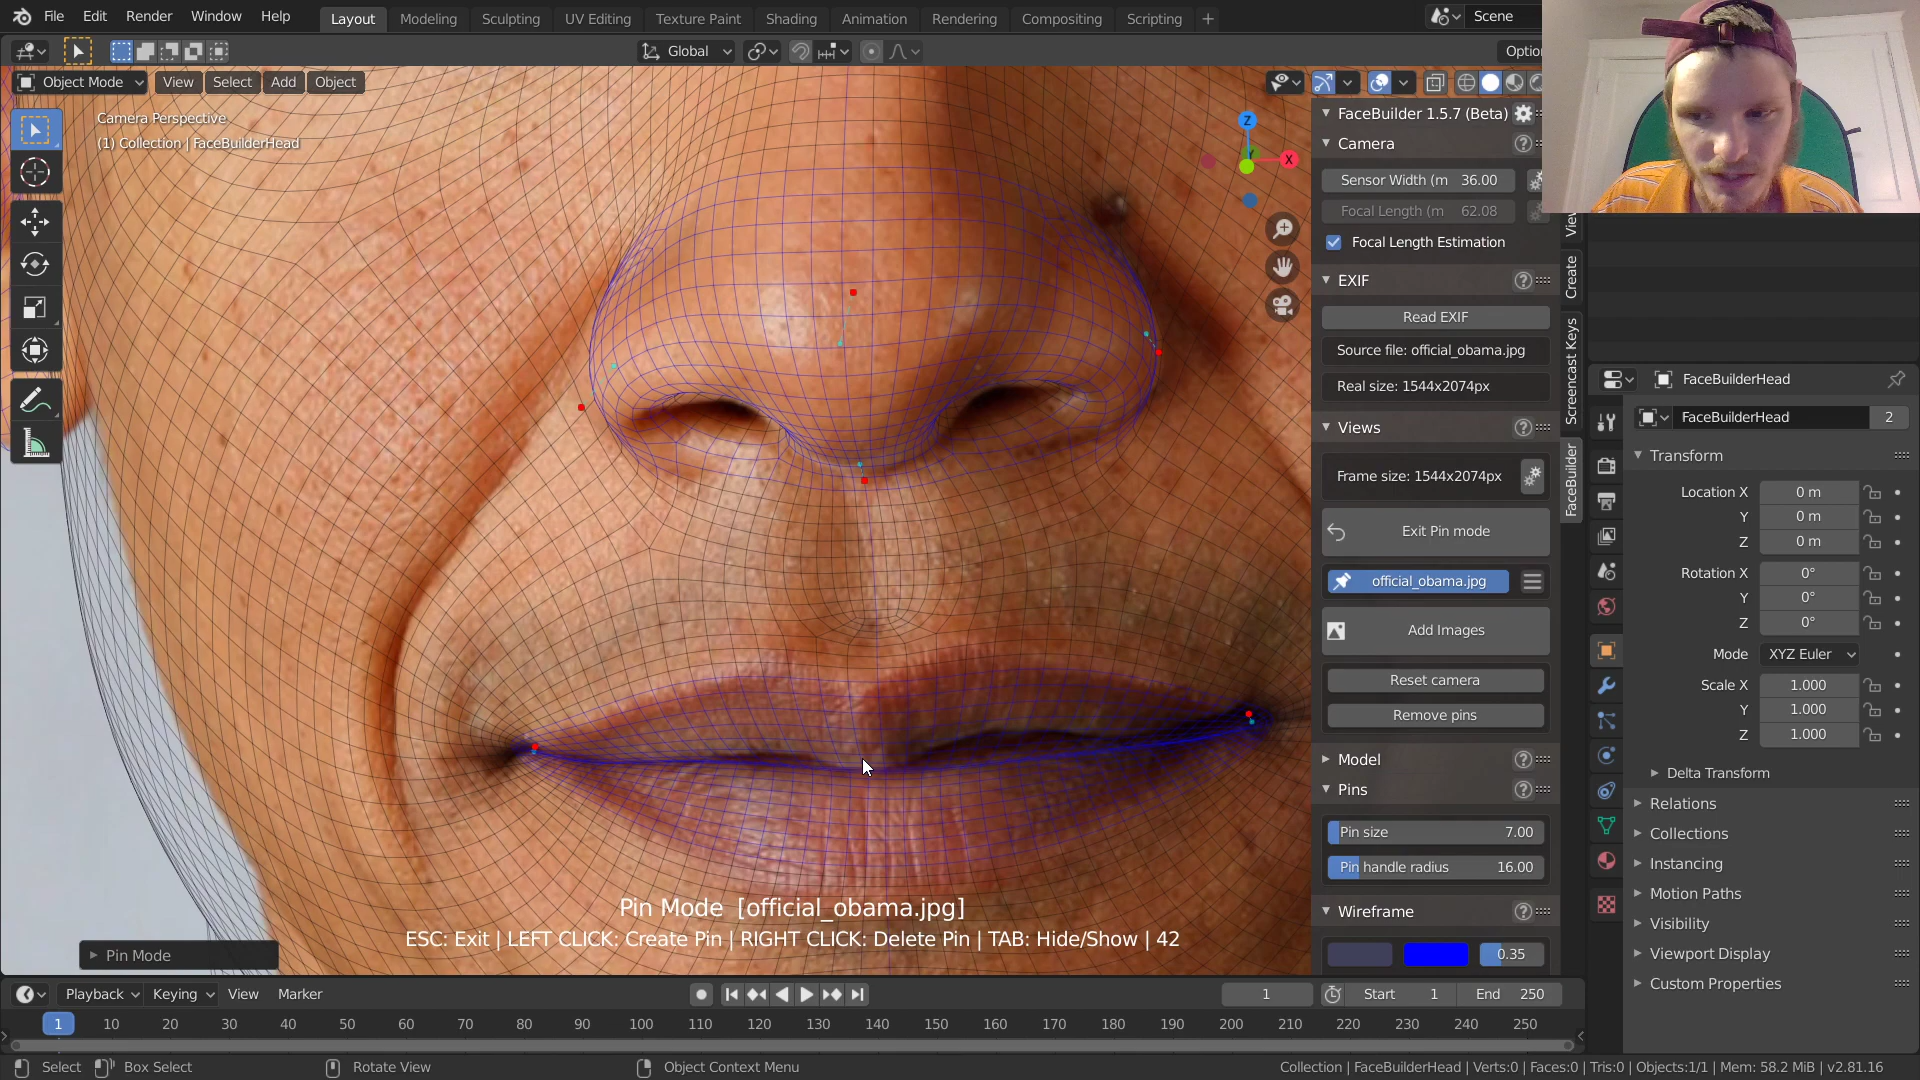 File Edit Render Window Help
Layout Modeling Sculpting UV Editing Texture Paint Shading Animation Rendering Compositing Scripting +
Scene
Global
Object Mode View Select Add Object
Camera Perspective
(1) Collection | FaceBuilderHead
Z
X
FaceBuilder 1.5.7 (Beta)
Camera
Sensor Width (m 36.00
Focal Length (m 62.08
Focal Length Estimation
EXIF
Read EXIF
Source file: official_obama.jpg
Real size: 1544x2074px
Views
Frame size: 1544x2074px
Exit Pin mode
official_obama.jpg
Add Images
Reset camera
Remove pins
Model
Pins
Pin size 7.00
Pin handle radius 16.00
Wireframe
0.35
Create
Screencast Keys
FaceBuilder
FaceBuilderHead
FaceBuilderHead 2
Transform
Location X 0 m
Y 0 m
Z 0 m
Rotation X 0°
Y 0°
Z 0°
Mode XYZ Euler
Scale X 1.000
Y 1.000
Z 1.000
Delta Transform
Relations
Collections
Instancing
Motion Paths
Visibility
Viewport Display
Custom Properties
Pin Mode [official_obama.jpg]
ESC: Exit | LEFT CLICK: Create Pin | RIGHT CLICK: Delete Pin | TAB: Hide/Show | 42
Pin Mode
Playback Keying View Marker
1 Start 1 End 250
1 10 20 30 40 50 60 70 80 90 100 110 120 130 140 150 160 170 180 190 200 210 220 230 240 250
Select Box Select Rotate View Object Context Menu
Collection | FaceBuilderHead | Verts:0 | Faces:0 | Tris:0 | Objects:1/1 | Mem: 58.2 MiB | v2.81.16